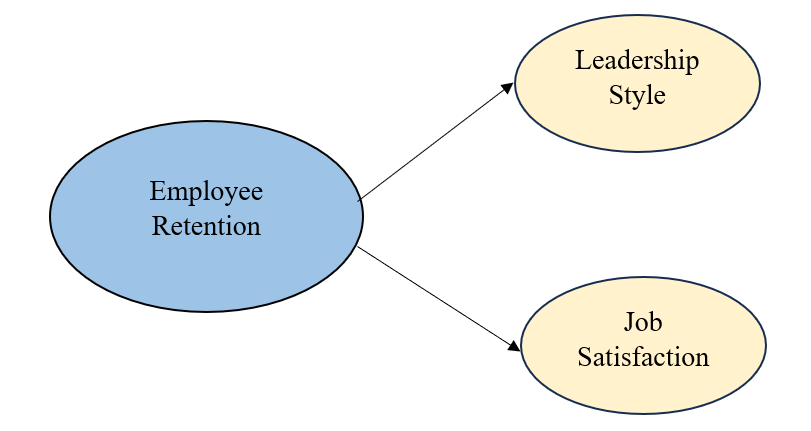 Leadership
Style
Employee
Retention
Job
Satisfaction